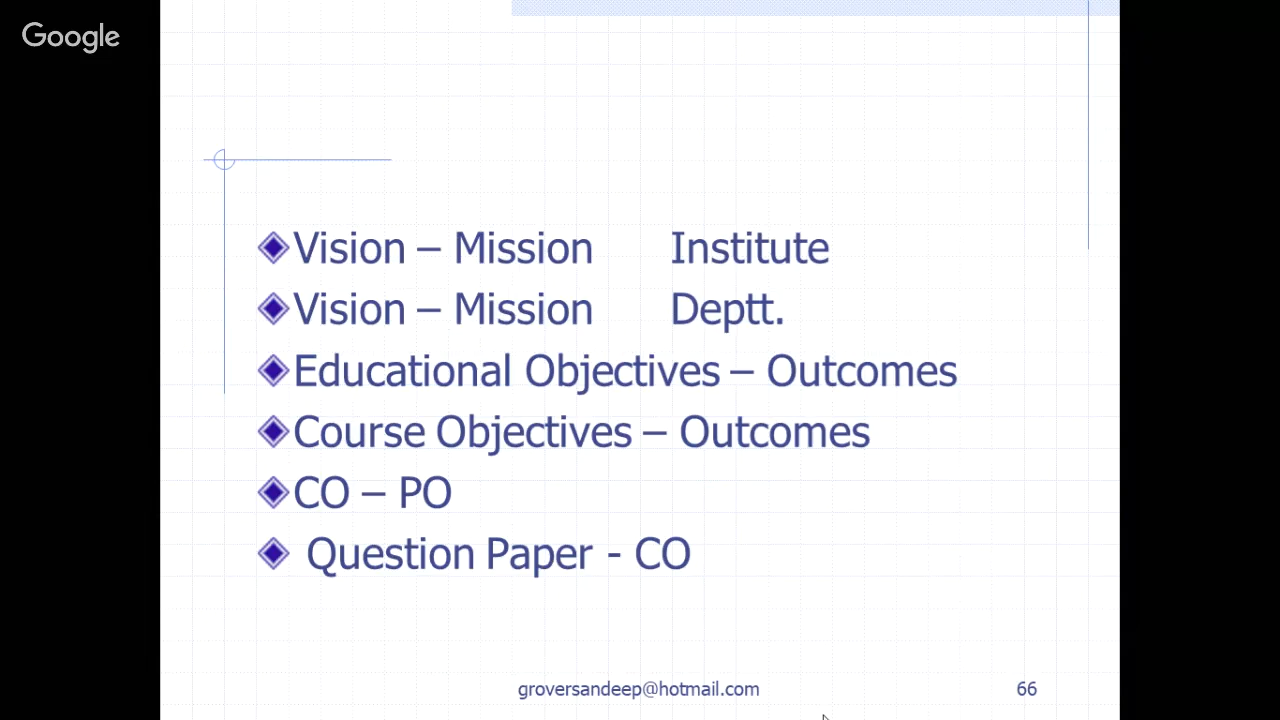 Google
Vision – Mission Institute
Vision – Mission Deptt.
Educational Objectives – Outcomes
Course Objectives – Outcomes
CO – PO
Question Paper - CO
groversandeep@hotmail.com 66